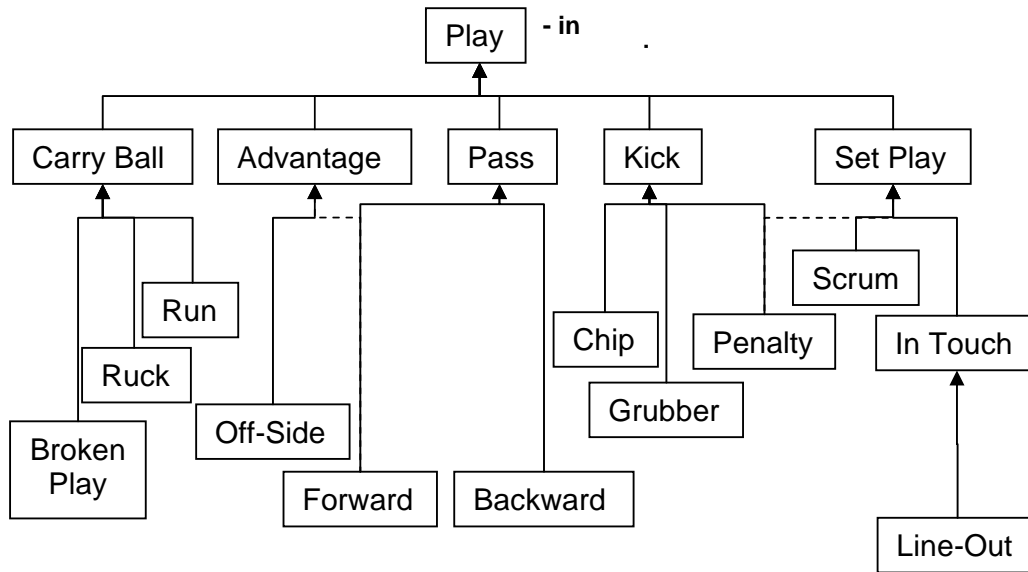 Play - in .
Carry Ball Advantage Pass Kick Set Play
Scrum
Run
Chip Penalty In Touch
Ruck
Grubber
Off-Side
Broken
Play
Forward Backward
Line-Out